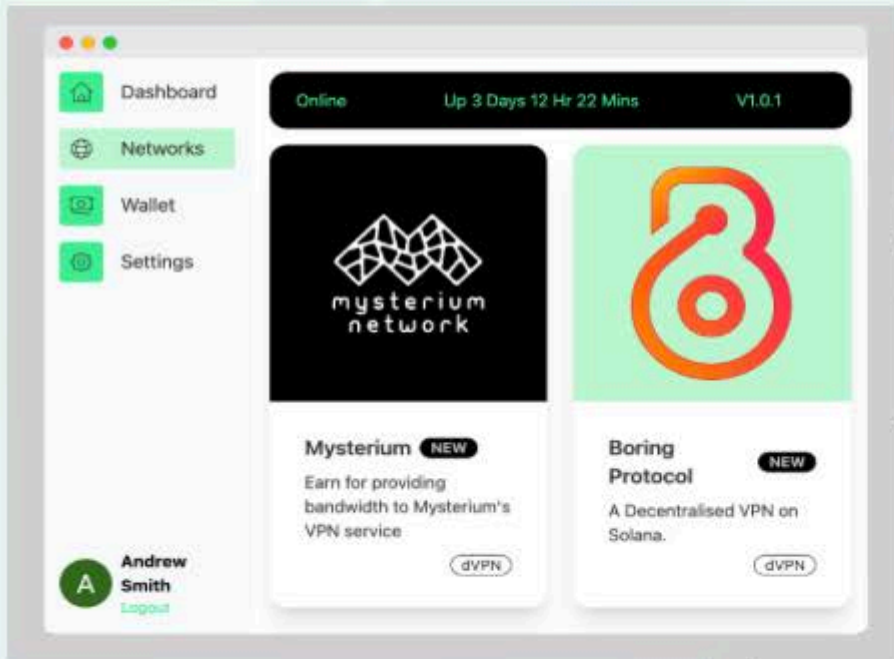 Dashboard
Networks
Wallet
Settings
Andrew
Smith
Logout
A
Online Up 3 Days 12 Hr 22 Mins V1.0.1
mysterium
network
Mysterium NEW
Earn for providing
bandwidth to Mysterium's
VPN service
dVPN
Boring
Protocol NEW
A Decentralised VPN on
Solana.
dVPN